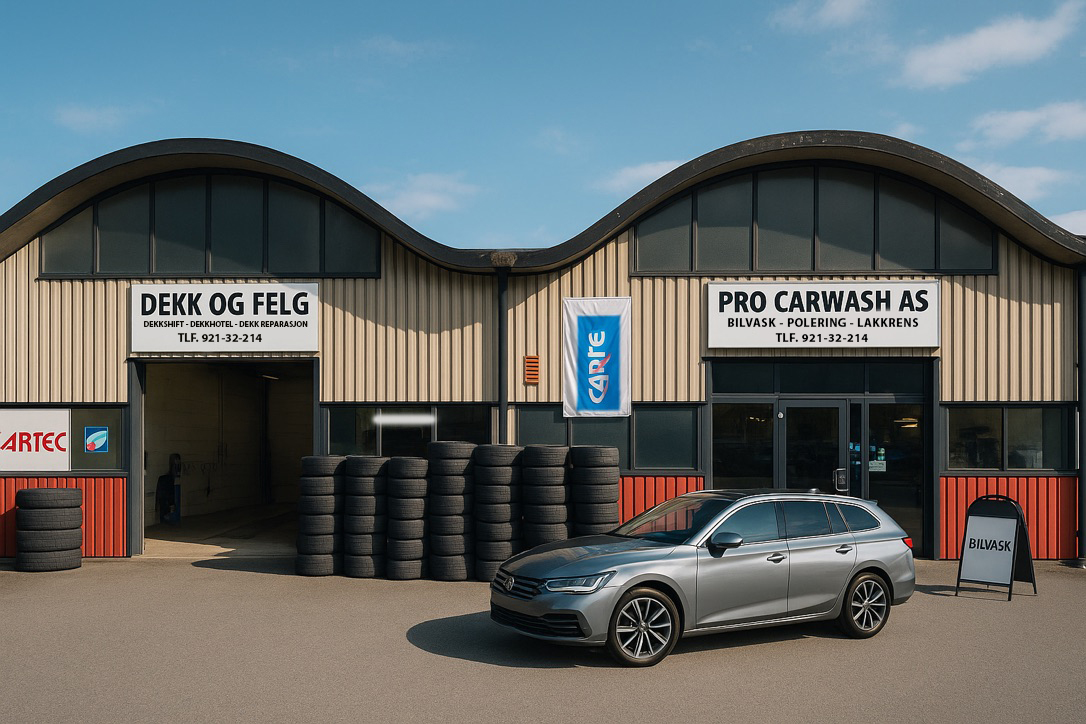 DEKK OG FELG
DEKKSHIFT - DEKKHOTEL - DEKK REPARASJON
TLF. 921-32-214
PRO CARWASH AS
BILVASK - POLERING - LAKKRENS
TLF. 921-32-214
CARTE
ARTEC
BILVASK